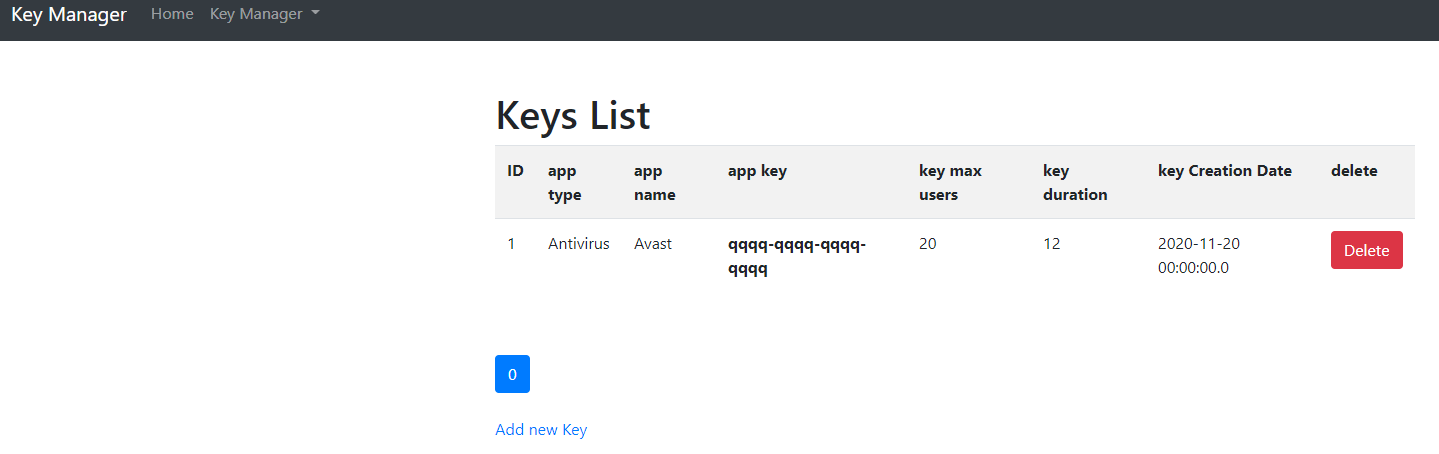 Key Manager Home Key Manager
Keys List
ID app type app name app key key max users key duration key Creation Date delete
1 Antivirus Avast qqqq-qqqq-qqqq-qqqq 20 12 2020-11-20 00:00:00.0 Delete
0
Add new Key